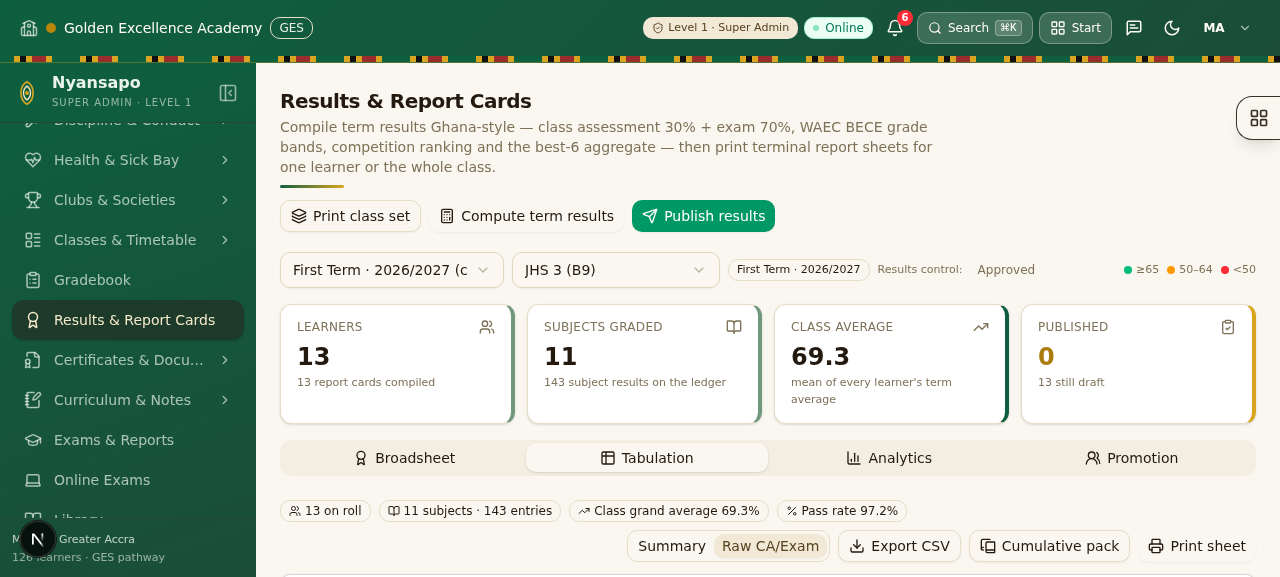 Golden Excellence Academy GES
Level 1 · Super Admin Online 6 Search ⌘K Start MA
Nyansapo
SUPER ADMIN · LEVEL 1
Discipline & Conduct
Health & Sick Bay
Clubs & Societies
Classes & Timetable
Gradebook
Results & Report Cards
Certificates & Docu...
Curriculum & Notes
Exams & Reports
Online Exams
Library
N
Greater Accra
126 learners · GES pathway
Results & Report Cards
Compile term results Ghana-style — class assessment 30% + exam 70%, WAEC BECE grade
bands, competition ranking and the best-6 aggregate — then print terminal report sheets for
one learner or the whole class.
Print class set Compute term results Publish results
First Term · 2026/2027 (c JHS 3 (B9) First Term · 2026/2027 Results control: Approved ≥65 50–64 <50
LEARNERS
13
13 report cards compiled
SUBJECTS GRADED
11
143 subject results on the ledger
CLASS AVERAGE
69.3
mean of every learner's term
average
PUBLISHED
0
13 still draft
Broadsheet Tabulation Analytics Promotion
13 on roll 11 subjects · 143 entries Class grand average 69.3% Pass rate 97.2%
Summary Raw CA/Exam Export CSV Cumulative pack Print sheet